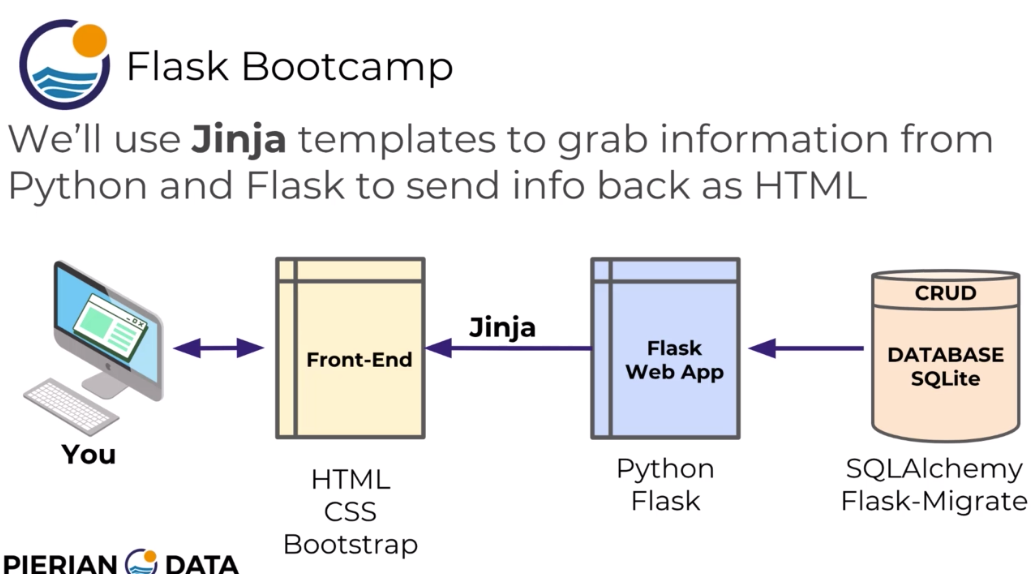 Flask Bootcamp
We'll use Jinja templates to grab information from
Python and Flask to send info back as HTML
You
Front-End
HTML
CSS
Bootstrap
Jinja
Flask
Web App
Python
Flask
CRUD
DATABASE
SQLite
SQLAlchemy
Flask-Migrate
PIERIAN DATA